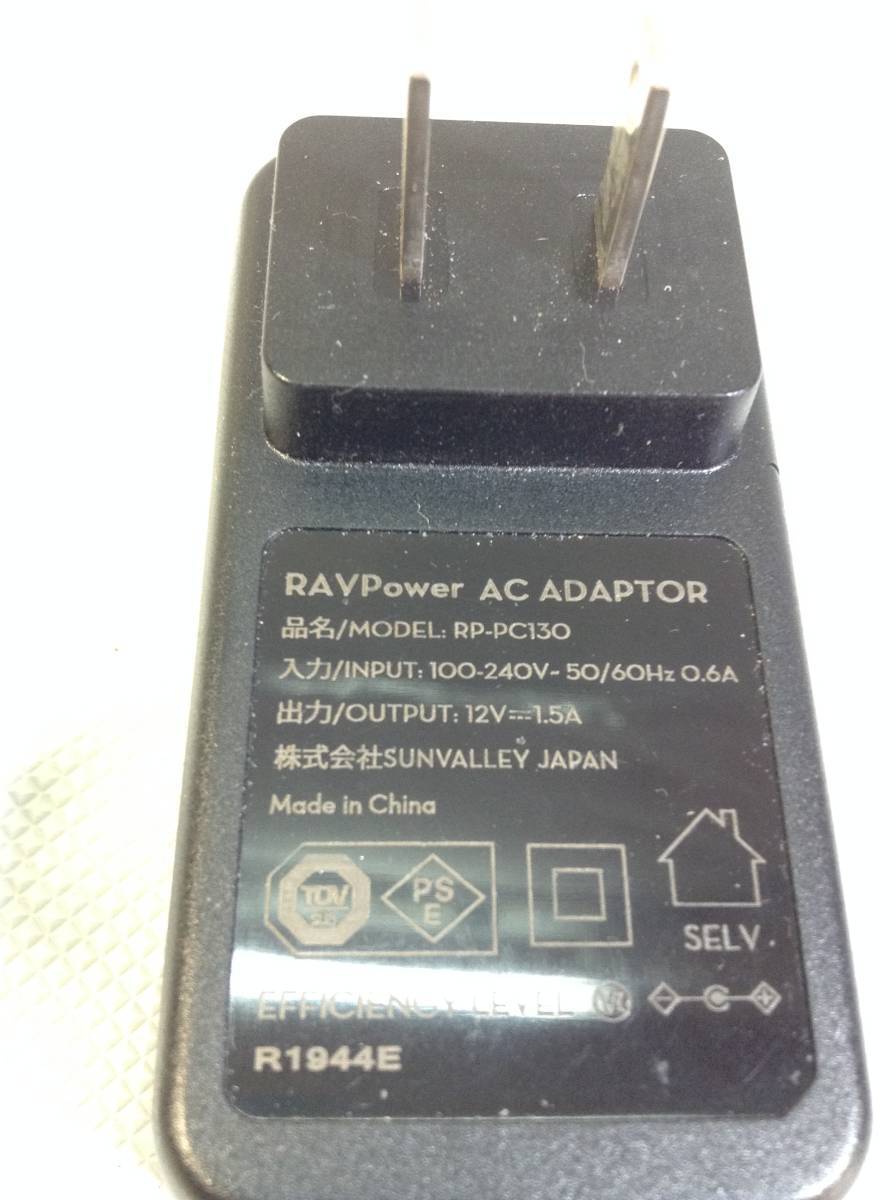 RAVPower AC ADAPTOR
品名/MODEL: RP-PC130
入力/INPUT: 100-240V~ 50/60Hz 0.6A
出力/OUTPUT: 12V⎓1.5A
株式会社SUNVALLEY JAPAN
Made in China
TÜV
PS
E
SELV
EFFICIENCY LEVEL VI
R1944E